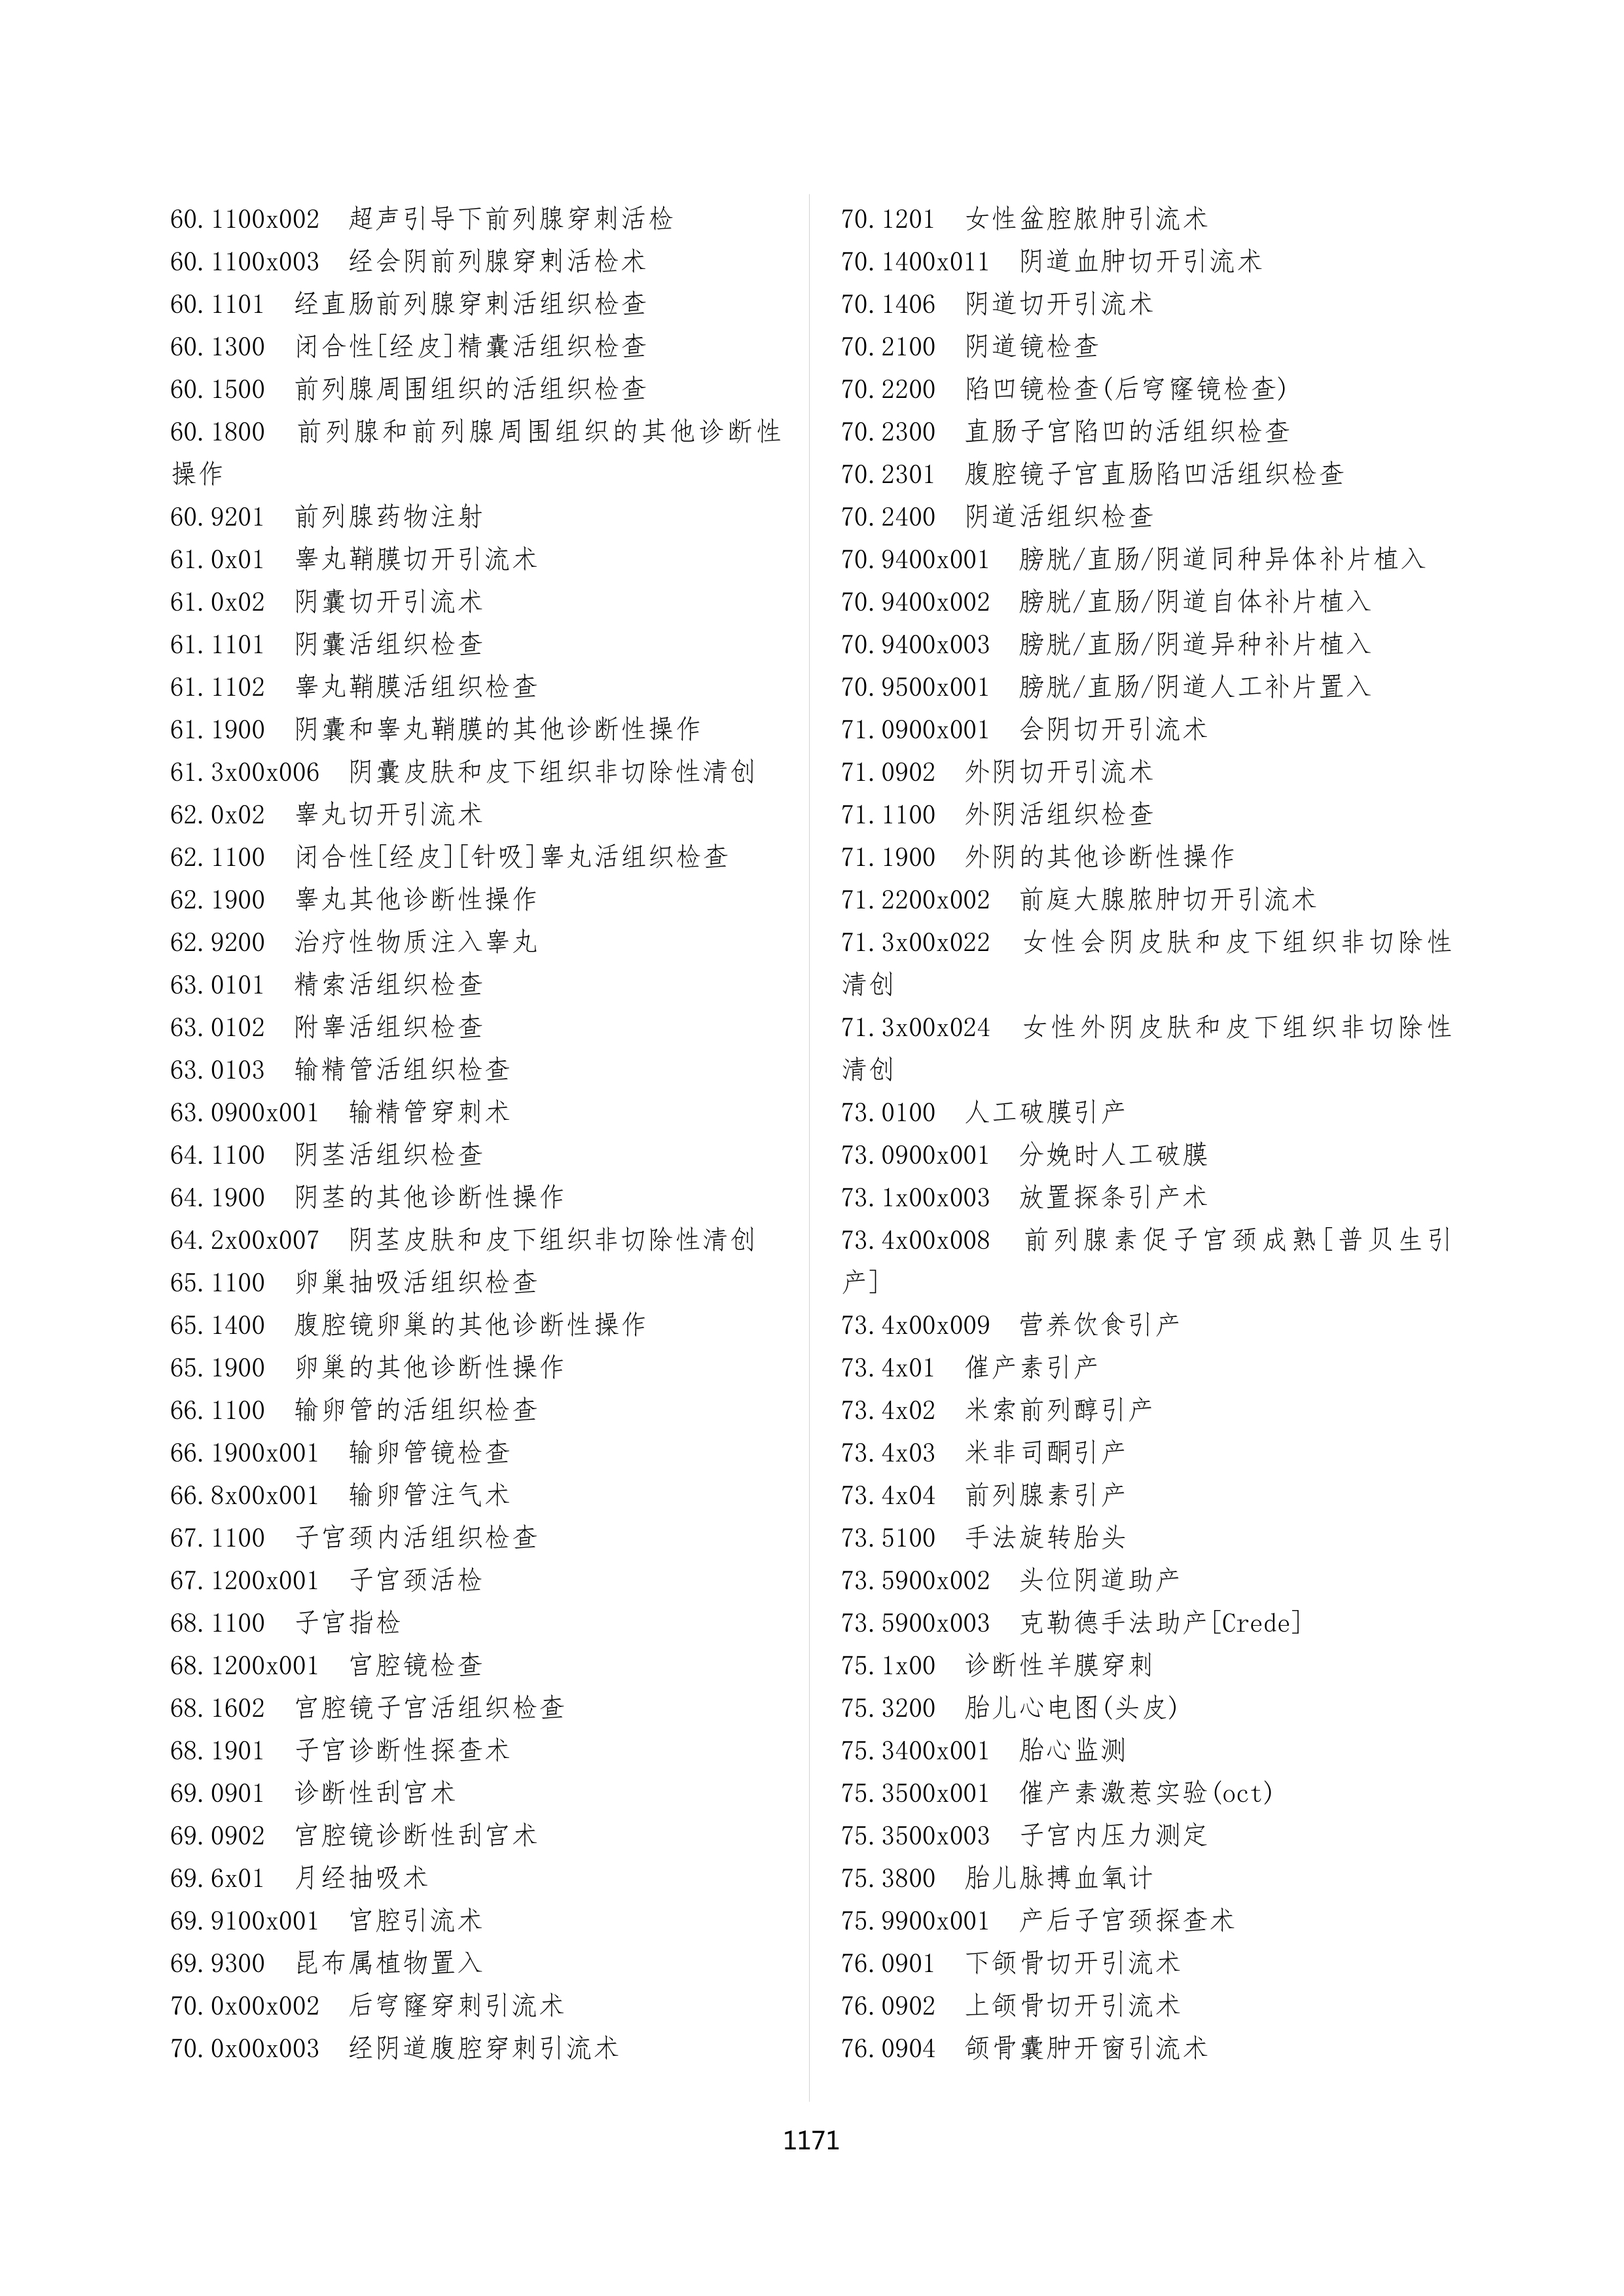 60.1100x002 超声引导下前列腺穿刺活检
60.1100x003 经会阴前列腺穿刺活检术
60.1101 经直肠前列腺穿刺活组织检查
60.1300 闭合性[经皮]精囊活组织检查
60.1500 前列腺周围组织的活组织检查
60.1800 前列腺和前列腺周围组织的其他诊断性
操作
60.9201 前列腺药物注射
61.0x01 睾丸鞘膜切开引流术
61.0x02 阴囊切开引流术
61.1101 阴囊活组织检查
61.1102 睾丸鞘膜活组织检查
61.1900 阴囊和睾丸鞘膜的其他诊断性操作
61.3x00x006 阴囊皮肤和皮下组织非切除性清创
62.0x02 睾丸切开引流术
62.1100 闭合性[经皮][针吸]睾丸活组织检查
62.1900 睾丸其他诊断性操作
62.9200 治疗性物质注入睾丸
63.0101 精索活组织检查
63.0102 附睾活组织检查
63.0103 输精管活组织检查
63.0900x001 输精管穿刺术
64.1100 阴茎活组织检查
64.1900 阴茎的其他诊断性操作
64.2x00x007 阴茎皮肤和皮下组织非切除性清创
65.1100 卵巢抽吸活组织检查
65.1400 腹腔镜卵巢的其他诊断性操作
65.1900 卵巢的其他诊断性操作
66.1100 输卵管的活组织检查
66.1900x001 输卵管镜检查
66.8x00x001 输卵管注气术
67.1100 子宫颈内活组织检查
67.1200x001 子宫颈活检
68.1100 子宫指检
68.1200x001 宫腔镜检查
68.1602 宫腔镜子宫活组织检查
68.1901 子宫诊断性探查术
69.0901 诊断性刮宫术
69.0902 宫腔镜诊断性刮宫术
69.6x01 月经抽吸术
69.9100x001 宫腔引流术
69.9300 昆布属植物置入
70.0x00x002 后穹窿穿刺引流术
70.0x00x003 经阴道腹腔穿刺引流术
70.1201 女性盆腔脓肿引流术
70.1400x011 阴道血肿切开引流术
70.1406 阴道切开引流术
70.2100 阴道镜检查
70.2200 陷凹镜检查(后穹窿镜检查)
70.2300 直肠子宫陷凹的活组织检查
70.2301 腹腔镜子宫直肠陷凹活组织检查
70.2400 阴道活组织检查
70.9400x001 膀胱/直肠/阴道同种异体补片植入
70.9400x002 膀胱/直肠/阴道自体补片植入
70.9400x003 膀胱/直肠/阴道异种补片植入
70.9500x001 膀胱/直肠/阴道人工补片置入
71.0900x001 会阴切开引流术
71.0902 外阴切开引流术
71.1100 外阴活组织检查
71.1900 外阴的其他诊断性操作
71.2200x002 前庭大腺脓肿切开引流术
71.3x00x022 女性会阴皮肤和皮下组织非切除性
清创
71.3x00x024 女性外阴皮肤和皮下组织非切除性
清创
73.0100 人工破膜引产
73.0900x001 分娩时人工破膜
73.1x00x003 放置探条引产术
73.4x00x008 前列腺素促子宫颈成熟[普贝生引
产]
73.4x00x009 营养饮食引产
73.4x01 催产素引产
73.4x02 米索前列醇引产
73.4x03 米非司酮引产
73.4x04 前列腺素引产
73.5100 手法旋转胎头
73.5900x002 头位阴道助产
73.5900x003 克勒德手法助产[Crede]
75.1x00 诊断性羊膜穿刺
75.3200 胎儿心电图(头皮)
75.3400x001 胎心监测
75.3500x001 催产素激惹实验(oct)
75.3500x003 子宫内压力测定
75.3800 胎儿脉搏血氧计
75.9900x001 产后子宫颈探查术
76.0901 下颌骨切开引流术
76.0902 上颌骨切开引流术
76.0904 颌骨囊肿开窗引流术
1171